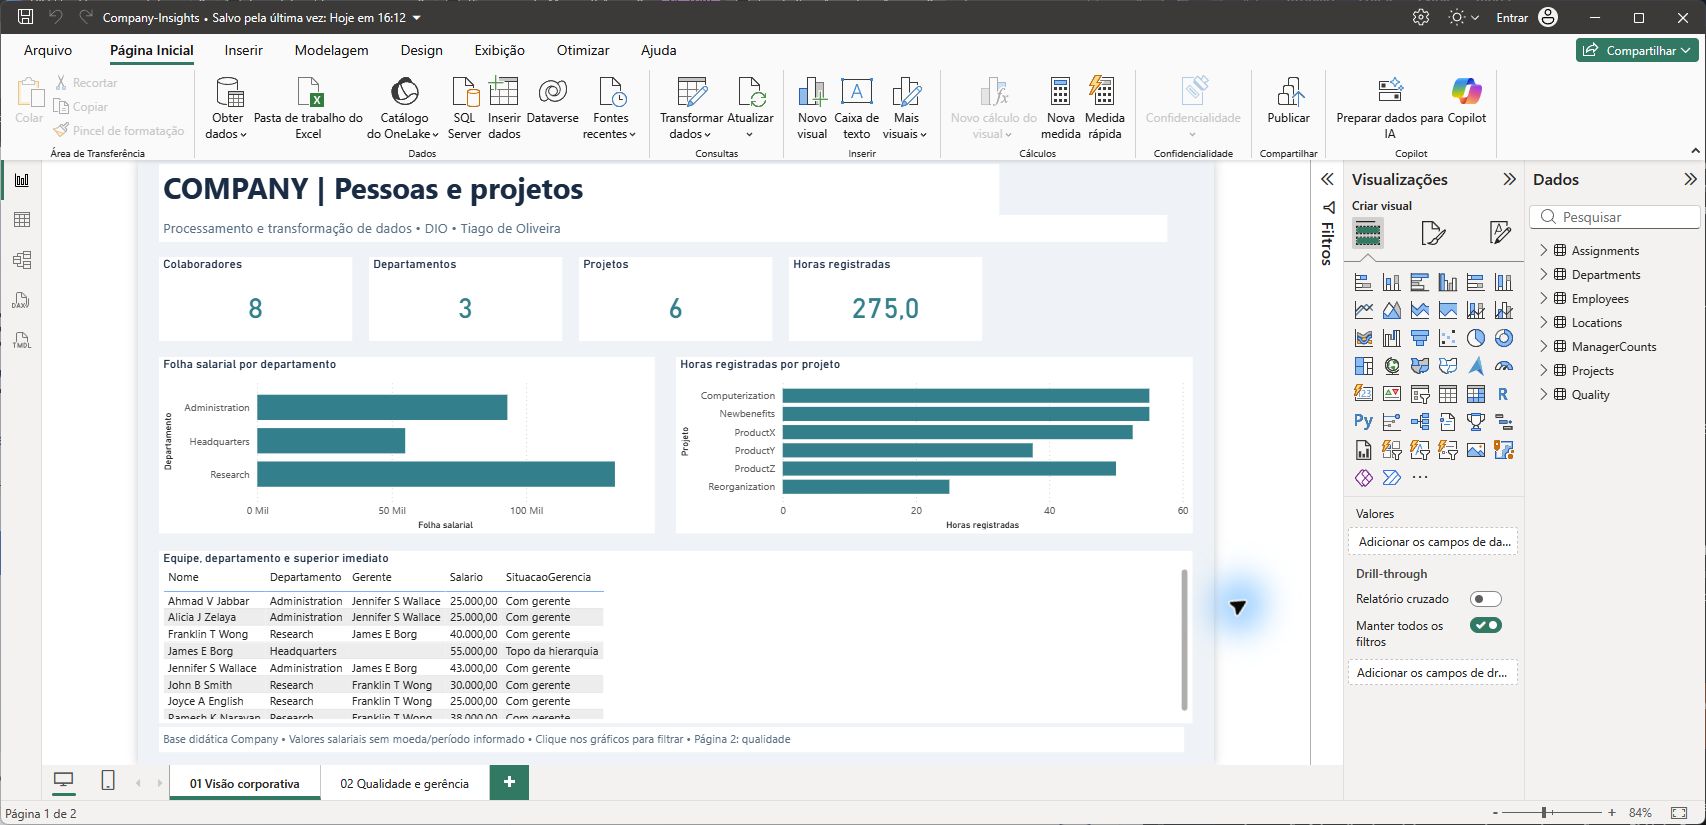 Company-Insights • Salvo pela última vez: Hoje em 16:12
Entrar
Arquivo
Página Inicial
Inserir
Modelagem
Design
Exibição
Otimizar
Ajuda
Compartilhar
Colar
Recortar
Copiar
Pincel de formatação
Área de Transferência
Obter dados
Pasta de trabalho do Excel
Catálogo do OneLake
SQL Server
Inserir dados
Dataverse
Fontes recentes
Dados
Transformar dados
Atualizar
Consultas
Novo visual
Caixa de texto
Mais visuais
Inserir
Novo cálculo do visual
Nova medida
Medida rápida
Cálculos
Confidencialidade
Confidencialidade
Publicar
Compartilhar
Preparar dados para IA
Copilot
Copilot
DAX
TMDL
COMPANY | Pessoas e projetos
Processamento e transformação de dados • DIO • Tiago de Oliveira
Colaboradores
8
Departamentos
3
Projetos
6
Horas registradas
275,0
Folha salarial por departamento
Departamento
Administration
Headquarters
Research
0 Mil 50 Mil 100 Mil
Folha salarial
Horas registradas por projeto
Projeto
Computerization
Newbenefits
ProductX
ProductY
ProductZ
Reorganization
0 20 40 60
Horas registradas
Equipe, departamento e superior imediato
Nome Departamento Gerente Salario SituacaoGerencia
Ahmad V Jabbar Administration Jennifer S Wallace 25.000,00 Com gerente
Alicia J Zelaya Administration Jennifer S Wallace 25.000,00 Com gerente
Franklin T Wong Research James E Borg 40.000,00 Com gerente
James E Borg Headquarters 55.000,00 Topo da hierarquia
Jennifer S Wallace Administration James E Borg 43.000,00 Com gerente
John B Smith Research Franklin T Wong 30.000,00 Com gerente
Joyce A English Research Franklin T Wong 25.000,00 Com gerente
Ramesh K Narayan Research Franklin T Wong 38.000,00 Com gerente
Base didática Company • Valores salariais sem moeda/período informado • Clique nos gráficos para filtrar • Página 2: qualidade
Filtros
Visualizações
Criar visual
R
Py
Valores
Adicionar os campos de da...
Drill-through
Relatório cruzado
Manter todos os filtros
Adicionar os campos de dr...
Dados
Pesquisar
Assignments
Departments
Employees
Locations
ManagerCounts
Projects
Quality
01 Visão corporativa
02 Qualidade e gerência
Página 1 de 2
84%